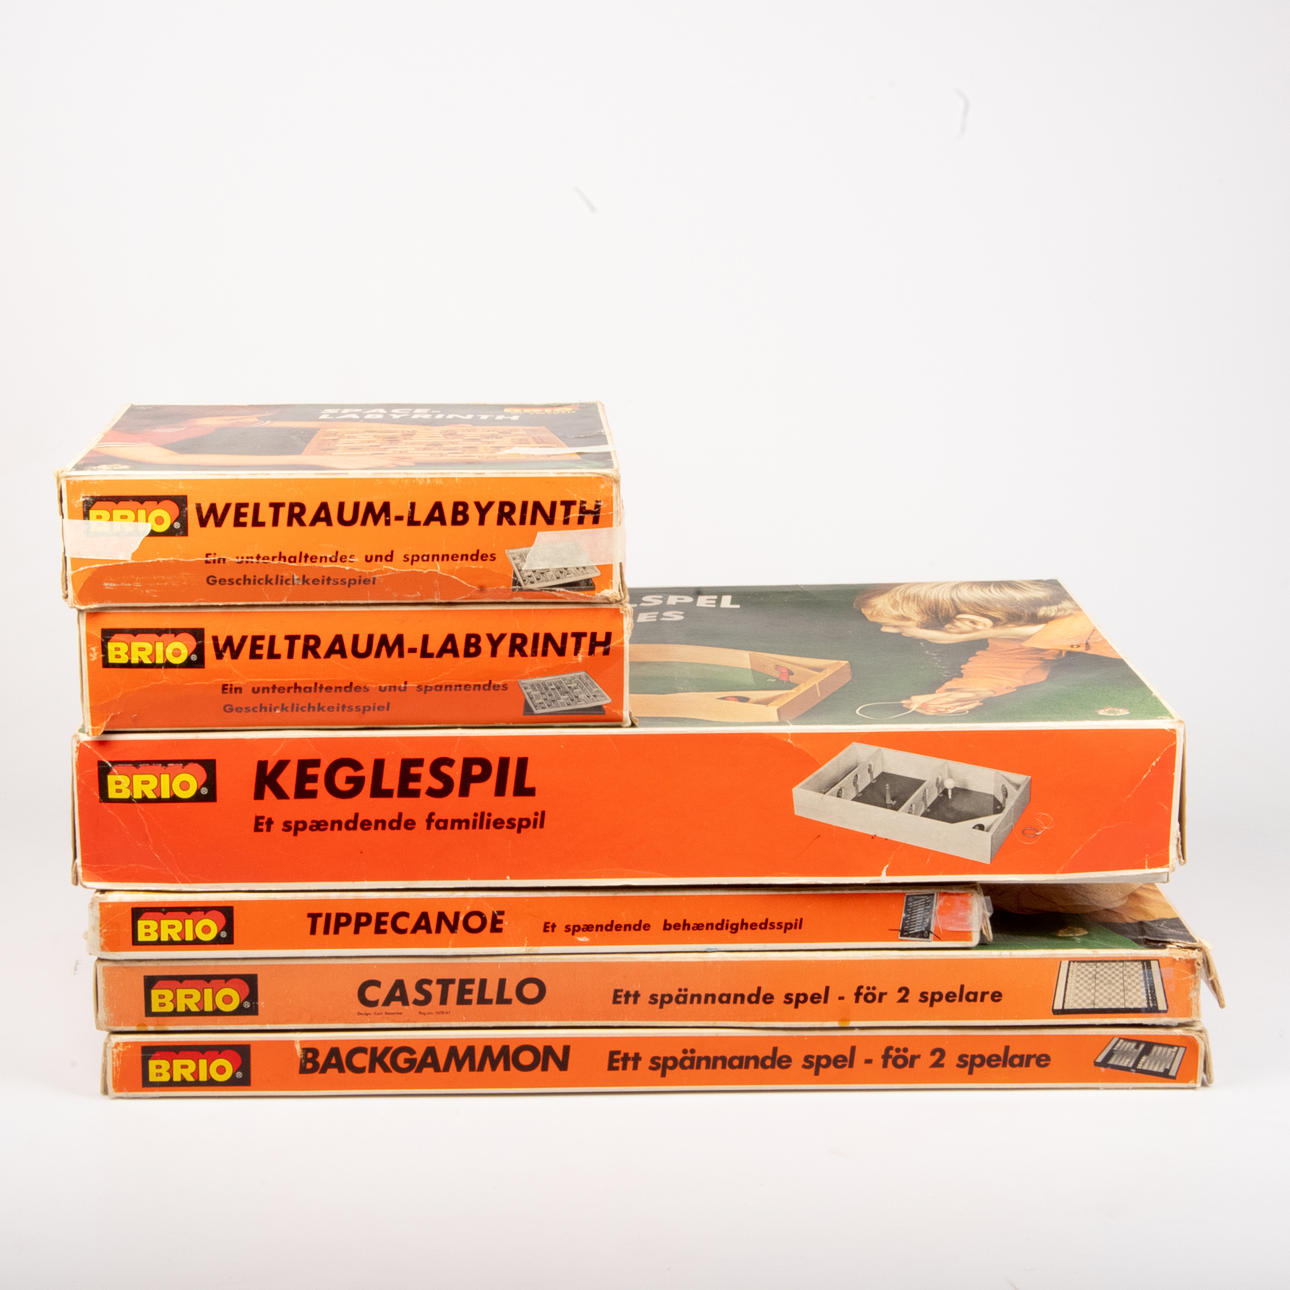 SPACE-
LABYRINTH
BRIO®
WELTRAUM-LABYRINTH
Ein unterhaltendes und spannendes
Geschicklichkeitsspiel
BRIO®
WELTRAUM-LABYRINTH
Ein unterhaltendes und spannendes
Geschicklichkeitsspiel
LSPEL
ES
BRIO®
KEGLESPIL
Et spændende familiespil
BRIO®
TIPPECANOE Et spændende behændighedsspil
BRIO®
CASTELLO Ett spännande spel - för 2 spelare
BRIO®
BACKGAMMON Ett spännande spel - för 2 spelare